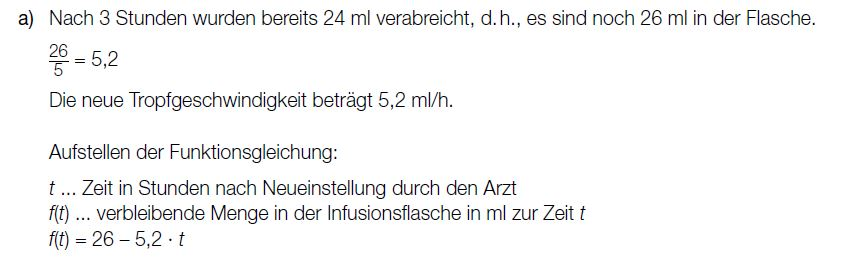 a) Nach 3 Stunden wurden bereits 24 ml verabreicht, d. h., es sind noch 26 ml in der Flasche.
26/5 = 5,2
Die neue Tropfgeschwindigkeit beträgt 5,2 ml/h.
Aufstellen der Funktionsgleichung:
t ... Zeit in Stunden nach Neueinstellung durch den Arzt
f(t) ... verbleibende Menge in der Infusionsflasche in ml zur Zeit t
f(t) = 26 – 5,2 · t